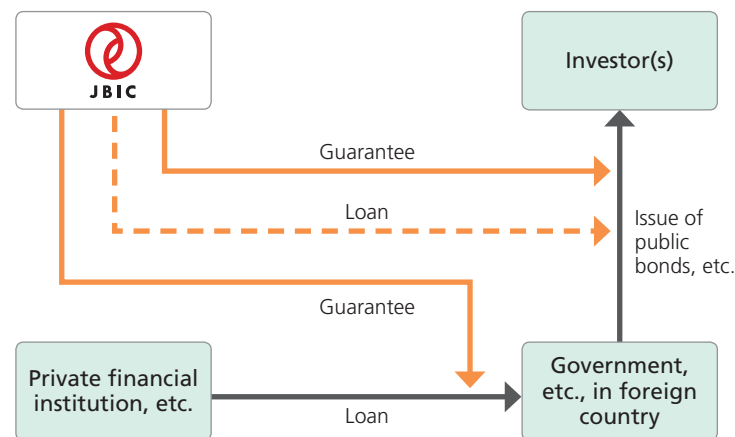 JBIC
Investor(s)
Guarantee
Loan
Issue of
public
bonds, etc.
Guarantee
Private financial
institution, etc.
Loan
Government,
etc., in foreign
country